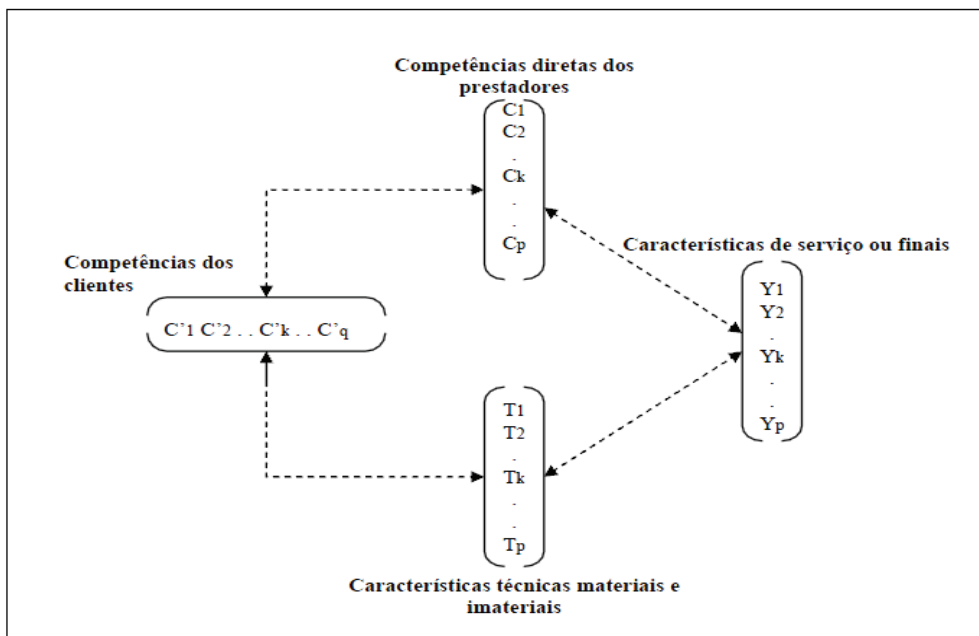 Competências diretas dos
prestadores
C1
C2
.
Ck
.
.
Cp
Competências dos
clientes
C'1 C'2 . . C'k . . C'q
Características de serviço ou finais
Y1
Y2
.
Yk
.
.
Yp
T1
T2
.
Tk
.
.
Tp
Características técnicas materiais e
imateriais